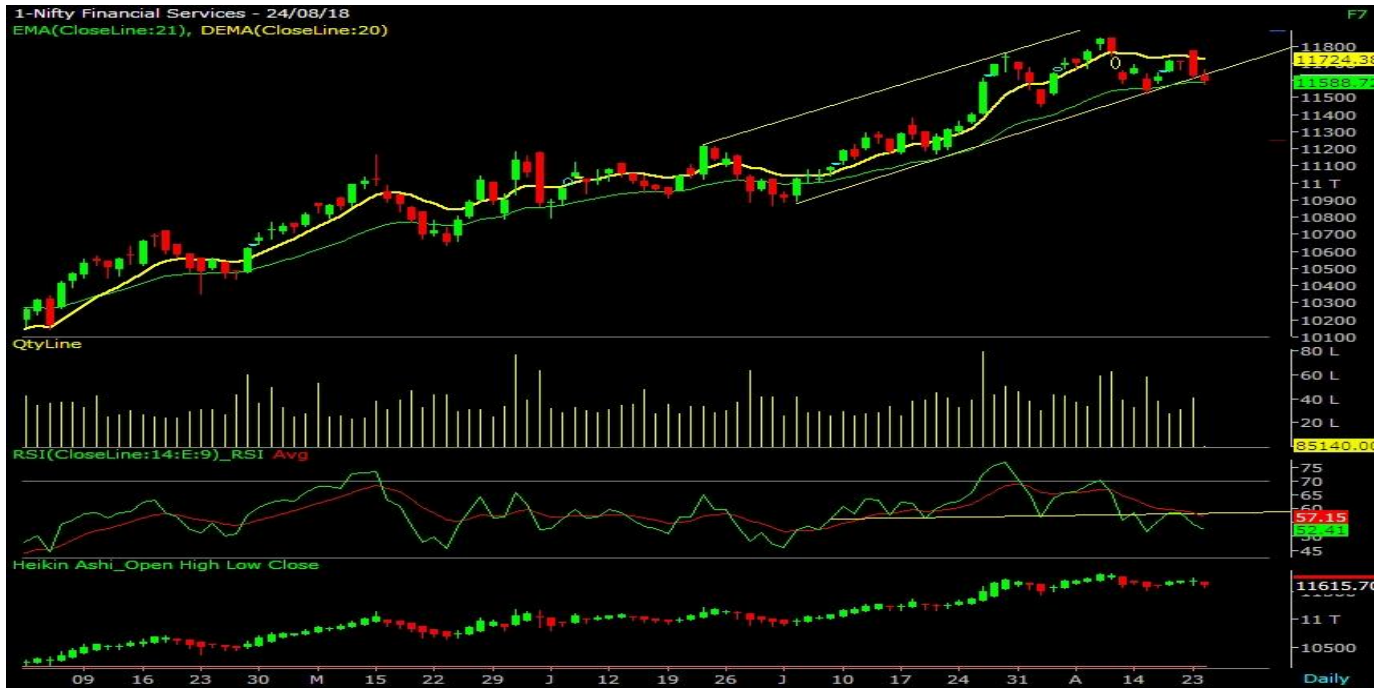 1-Nifty Financial Services - 24/08/18 F7
EMA(CloseLine:21), DEMA(CloseLine:20)
11800
11724.38
11588.72
11500
11400
11300
11200
11100
11 T
10900
10800
10700
10600
10500
10400
10300
10200
10100
QtyLine
80 L
60 L
40 L
20 L
85140.00
RSI(CloseLine:14:E:9)_RSI Avg
75
70
65
60
57.15
52.41
45
Heikin Ashi_Open High Low Close
11615.70
11 T
10500
09 16 23 30 M 15 22 29 J 12 19 26 J 10 17 24 31 A 14 23 Daily